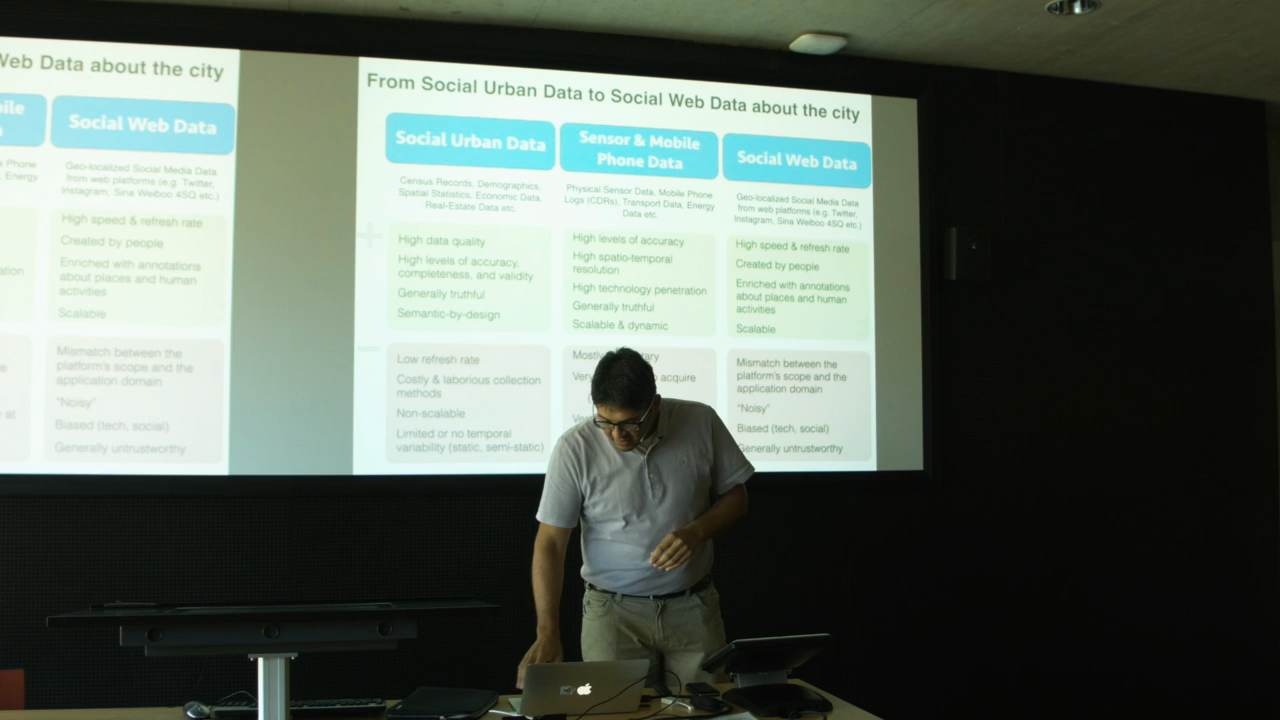 Web Data about the city
Social Web Data
Geo-localized Social Media Data
from web platforms (e.g. Twitter,
Instagram, Sina Weiboo 4SQ etc.)
Phone
Energy
High speed & refresh rate
Created by people
Enriched with annotations
about places and human
activities
Scalable
Mismatch between the
platform's scope and the
application domain
"Noisy"
Biased (tech, social)
Generally untrustworthy
at
From Social Urban Data to Social Web Data about the city
Social Urban Data
Census Records, Demographics,
Spatial Statistics, Economic Data,
Real-Estate Data etc.
+
High data quality
High levels of accuracy,
completeness, and validity
Generally truthful
Semantic-by-design
Low refresh rate
Costly & laborious collection
methods
Non-scalable
Limited or no temporal
variability (static, semi-static)
Sensor & Mobile
Phone Data
Physical Sensor Data, Mobile Phone
Logs (CDRs), Transport Data, Energy
Data etc.
High levels of accuracy
High spatio-temporal
resolution
High technology penetration
Generally truthful
Scalable & dynamic
acquire
Social Web Data
Geo-localized Social Media Data
from web platforms (e.g. Twitter,
Instagram, Sina Weiboo 4SQ etc.)
High speed & refresh rate
Created by people
Enriched with annotations
about places and human
activities
Scalable
Mismatch between the
platform's scope and the
application domain
"Noisy"
Biased (tech, social)
Generally untrustworthy